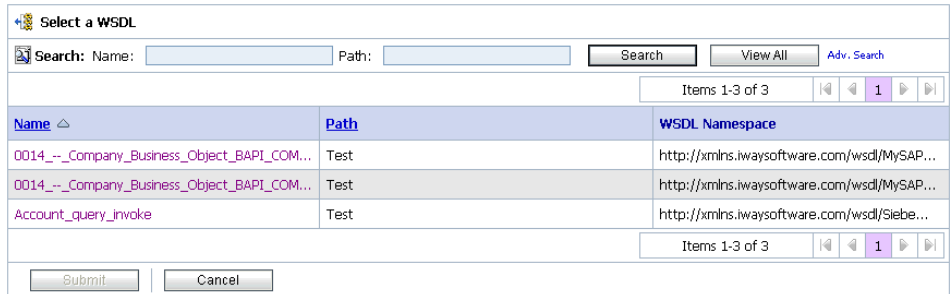 Select a WSDL
Search: Name: Path: Search View All Adv. Search
Items 1-3 of 3 1
Name Path WSDL Namespace
0014_--_Company_Business_Object_BAPI_COM... Test http://xmlns.iwaysoftware.com/wsdl/MySAP...
0014_--_Company_Business_Object_BAPI_COM... Test http://xmlns.iwaysoftware.com/wsdl/MySAP...
Account_query_invoke Test http://xmlns.iwaysoftware.com/wsdl/Siebe...
Items 1-3 of 3 1
Submit Cancel